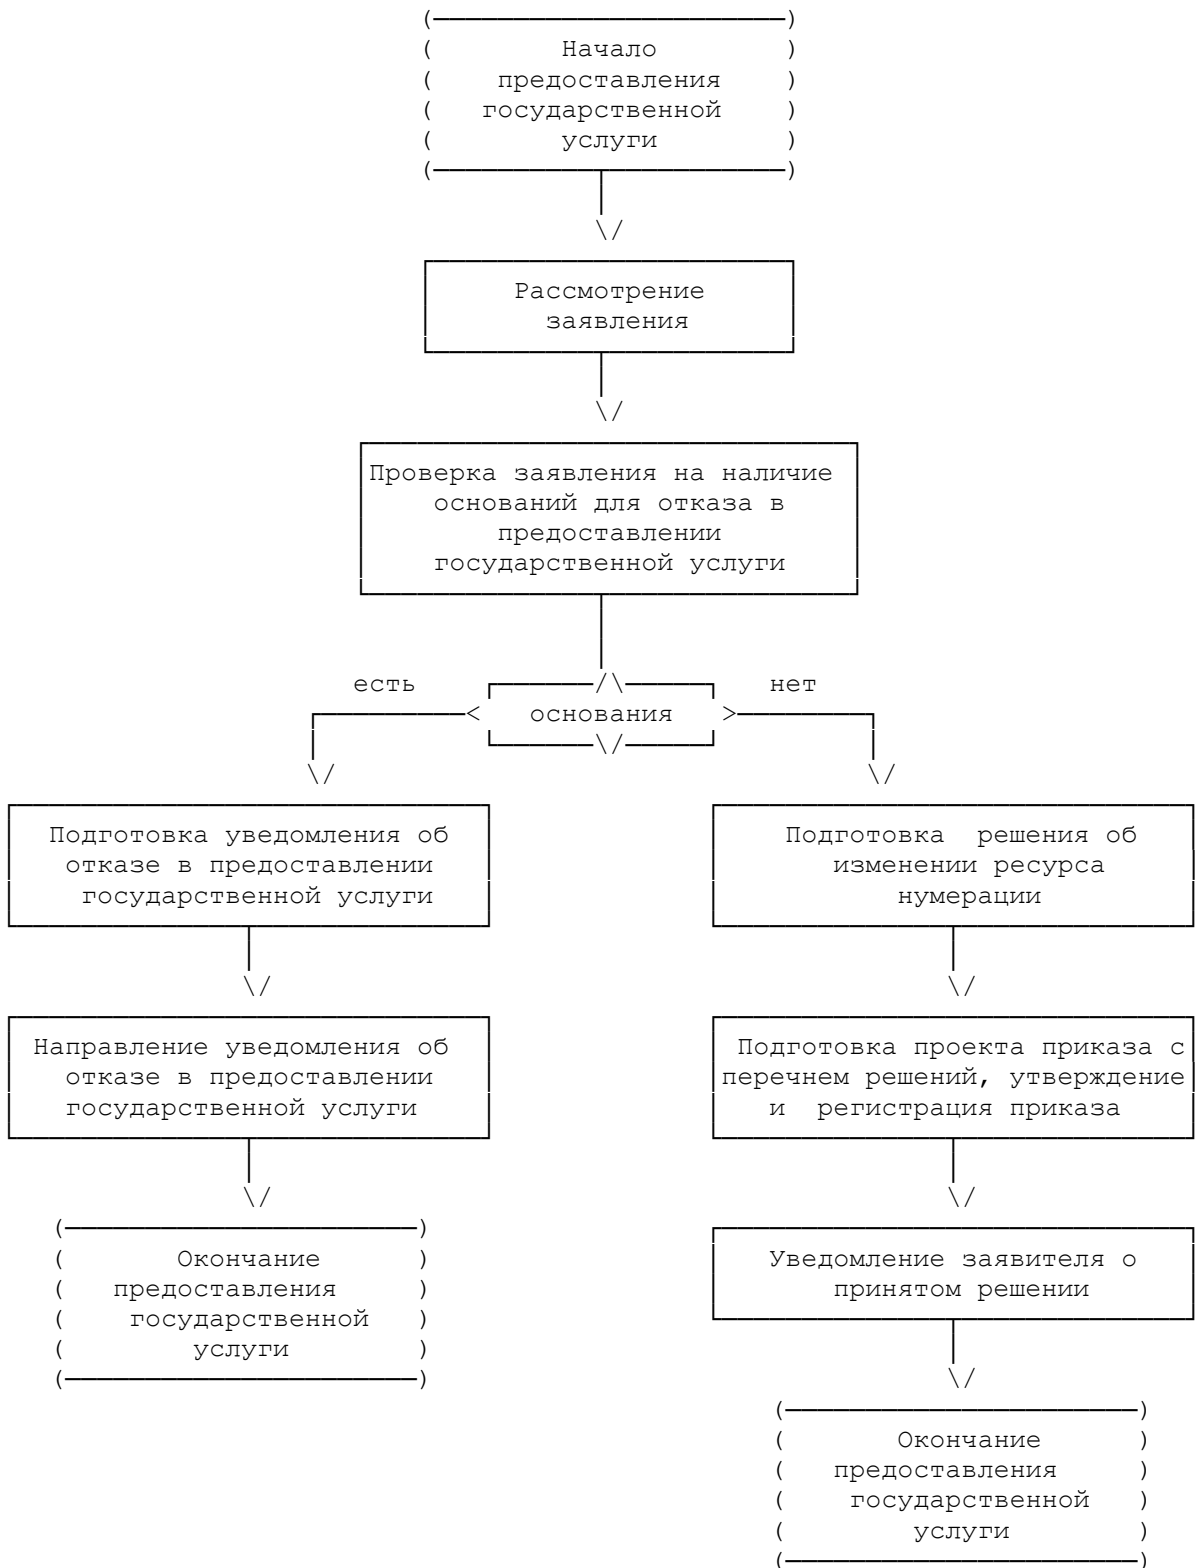 Начало
предоставления
государственной
услуги
Рассмотрение
заявления
Проверка заявления на наличие
оснований для отказа в
предоставлении
государственной услуги
есть
основания
нет
Подготовка уведомления об
отказе в предоставлении
государственной услуги
Подготовка решения об
изменении ресурса
нумерации
Направление уведомления об
отказе в предоставлении
государственной услуги
Подготовка проекта приказа с
перечнем решений, утверждение
и регистрация приказа
Окончание
предоставления
государственной
услуги
Уведомление заявителя о
принятом решении
Окончание
предоставления
государственной
услуги